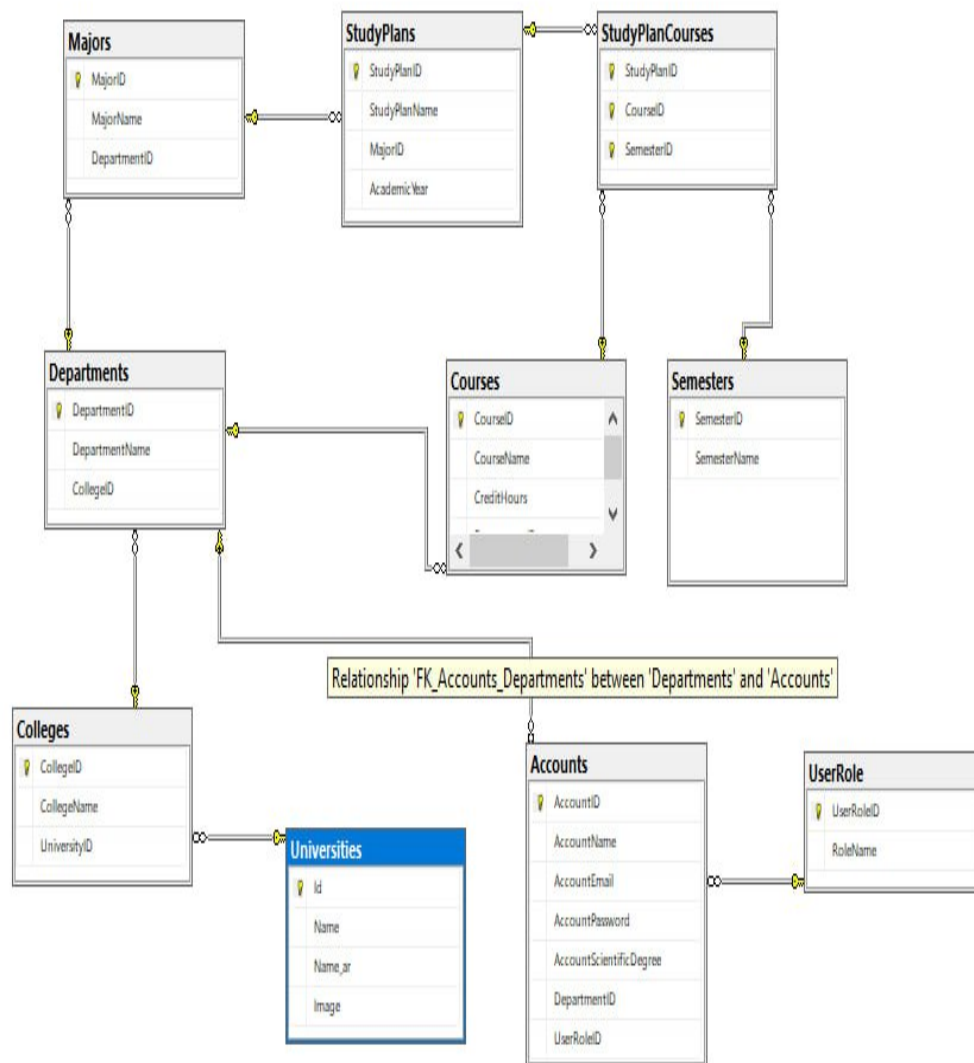 Majors
MajorID
MajorName
DepartmentID
StudyPlans
StudyPlanID
StudyPlanName
MajorID
AcademicYear
StudyPlanCourses
StudyPlanID
CourseID
SemesterID
Departments
DepartmentID
DepartmentName
CollegeID
Courses
CourseID
CourseName
CreditHours
Semesters
SemesterID
SemesterName
Relationship 'FK_Accounts_Departments' between 'Departments' and 'Accounts'
Colleges
CollegeID
CollegeName
UniversityID
Universities
Id
Name
Name_ar
Image
Accounts
AccountID
AccountName
AccountEmail
AccountPassword
AccountScientificDegree
DepartmentID
UserRoleID
UserRole
UserRoleID
RoleName